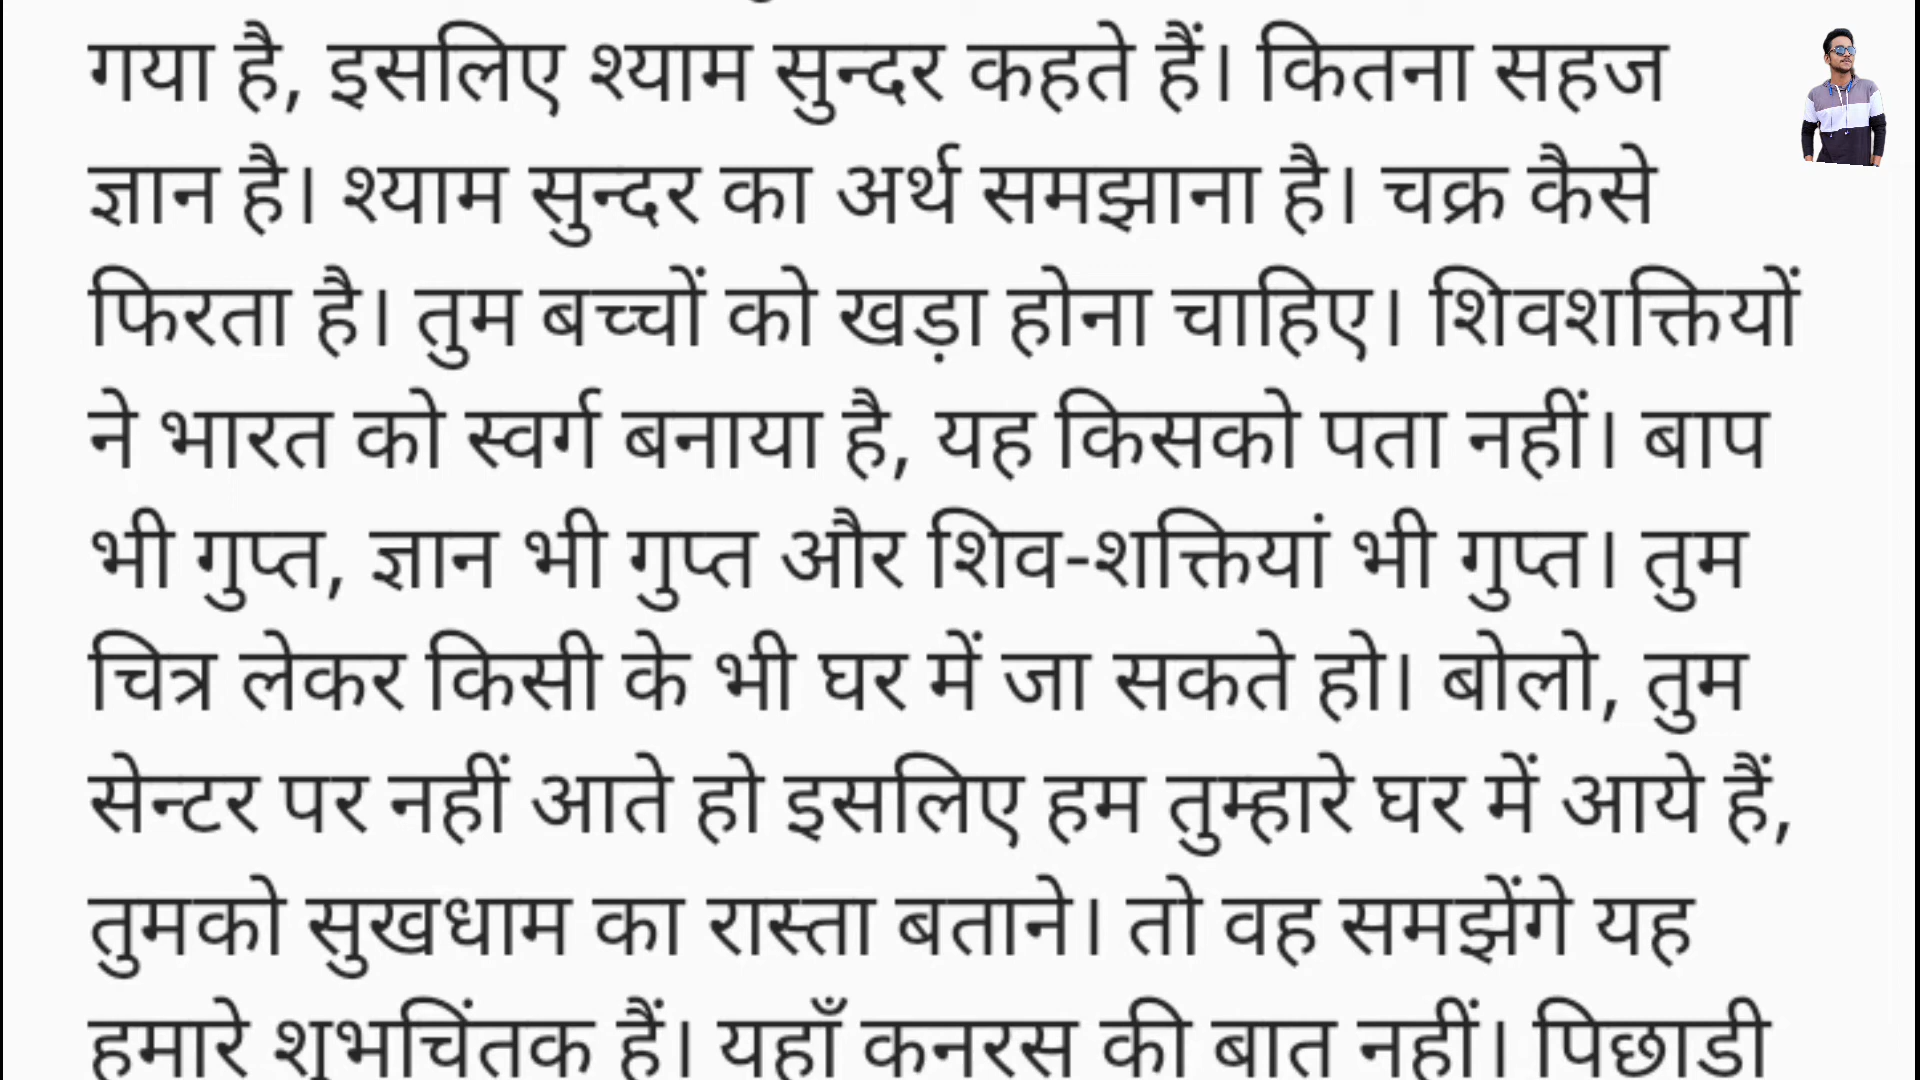 गया है, इसलिए श्याम सुन्दर कहते हैं। कितना सहज
ज्ञान है। श्याम सुन्दर का अर्थ समझाना है। चक्र कैसे
फिरता है। तुम बच्चों को खड़ा होना चाहिए। शिवशक्तियों
ने भारत को स्वर्ग बनाया है, यह किसको पता नहीं। बाप
भी गुप्त, ज्ञान भी गुप्त और शिव-शक्तियां भी गुप्त। तुम
चित्र लेकर किसी के भी घर में जा सकते हो। बोलो, तुम
सेन्टर पर नहीं आते हो इसलिए हम तुम्हारे घर में आये हैं,
तुमको सुखधाम का रास्ता बताने। तो वह समझेंगे यह
हमारे शुभचिंतक हैं। यहाँ कनरस की बात नहीं। पिछाडी